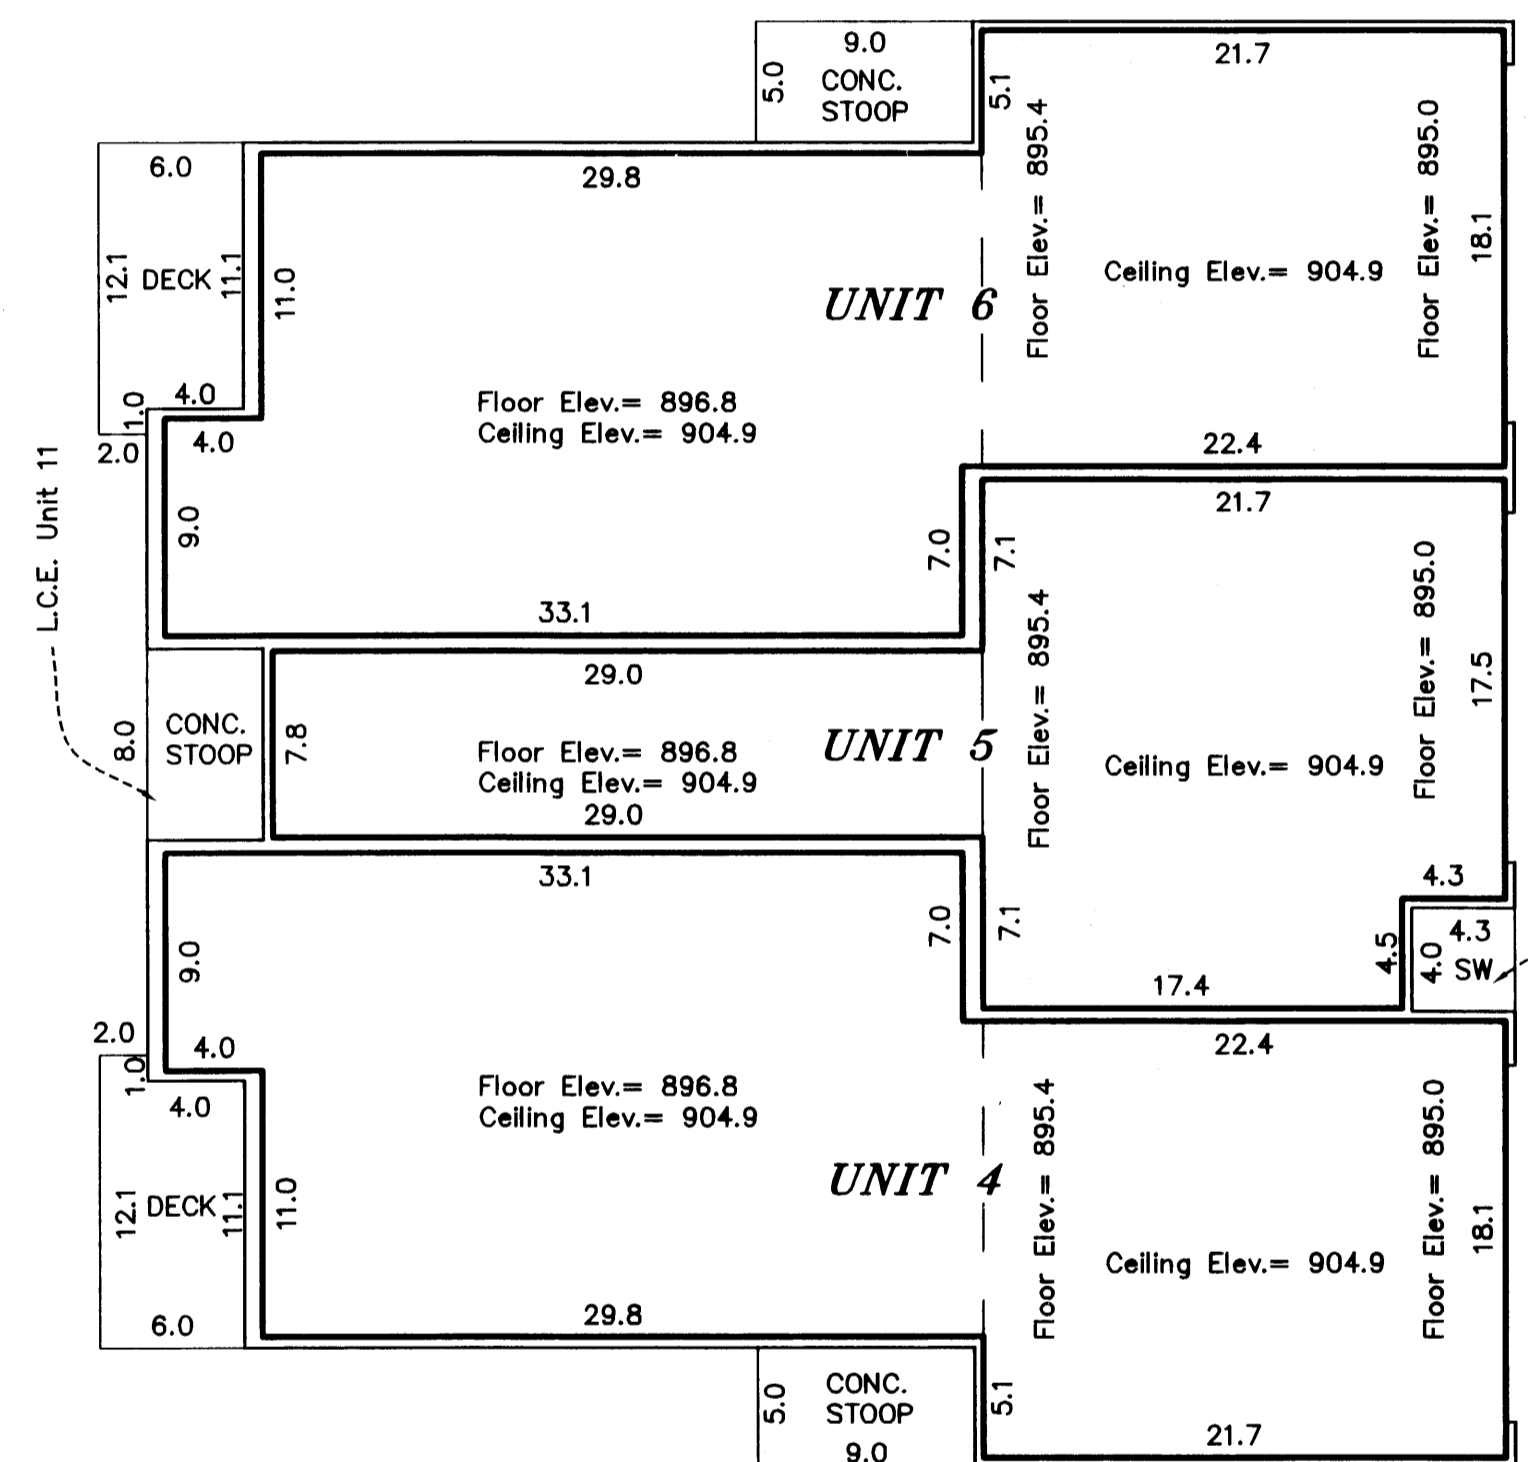 9.0
5.0
CONC.
STOOP
21.7
5.1
Floor Elev.= 895.4
Floor Elev.= 895.0
18.1
6.0
29.8
12.1
DECK
11.1
11.0
Ceiling Elev.= 904.9
UNIT 6
1.0
4.0
4.0
2.0
Floor Elev.= 896.8
Ceiling Elev.= 904.9
22.4
L.C.E. Unit 11
9.0
7.0
7.1
21.7
33.1
29.0
Floor Elev.= 895.4
Floor Elev.= 895.0
17.5
8.0
CONC.
STOOP
7.8
Floor Elev.= 896.8
Ceiling Elev.= 904.9
UNIT 5
Ceiling Elev.= 904.9
29.0
33.1
4.3
9.0
7.0
7.1
4.5
4.0
4.3
SW
17.4
2.0
1.0
4.0
4.0
22.4
Floor Elev.= 896.8
Ceiling Elev.= 904.9
Floor Elev.= 895.4
Floor Elev.= 895.0
18.1
12.1
DECK
11.1
11.0
UNIT 4
Ceiling Elev.= 904.9
6.0
29.8
5.0
CONC.
STOOP
9.0
5.1
21.7